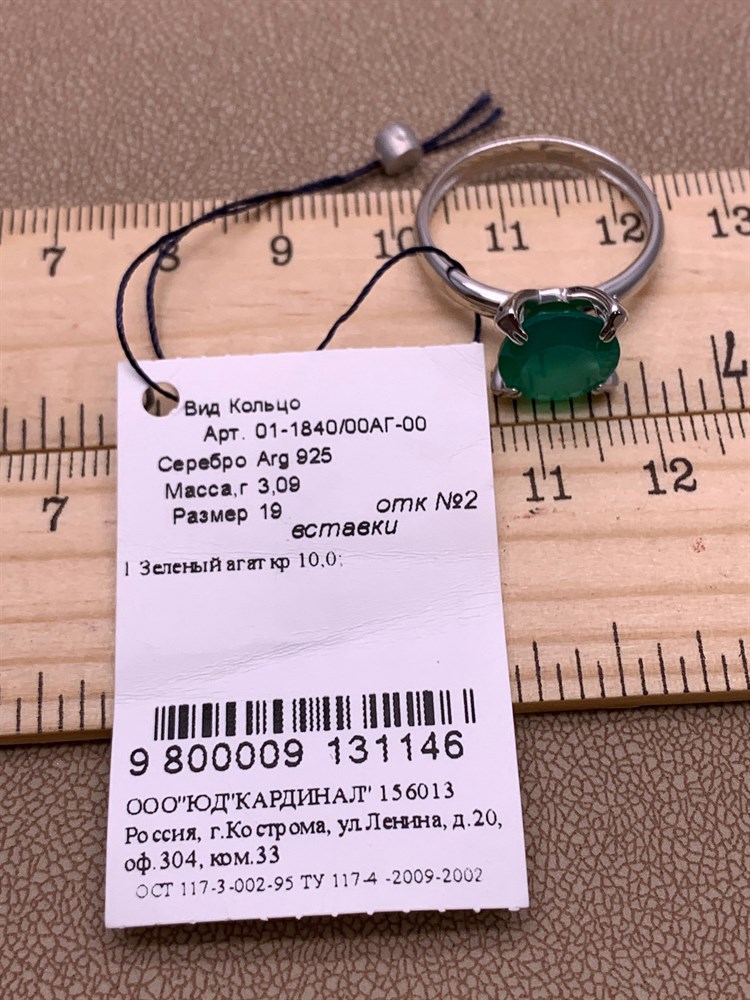 7 8 9 10 11 12 13
4
7 11 12
Вид Кольцо
Арт. 01-1840/00АГ-00
Серебро Arg 925
Масса,г 3,09
Размер 19
отк №2
вставки
1 Зеленый агат кр 10,0;
9 800009 131146
ООО"ЮД"КАРДИНАЛ" 156013
Россия, г.Кострома, ул.Ленина, д.20,
оф.304, ком.33
ОСТ 117-3-002-95 ТУ 117-4 -2009-2002